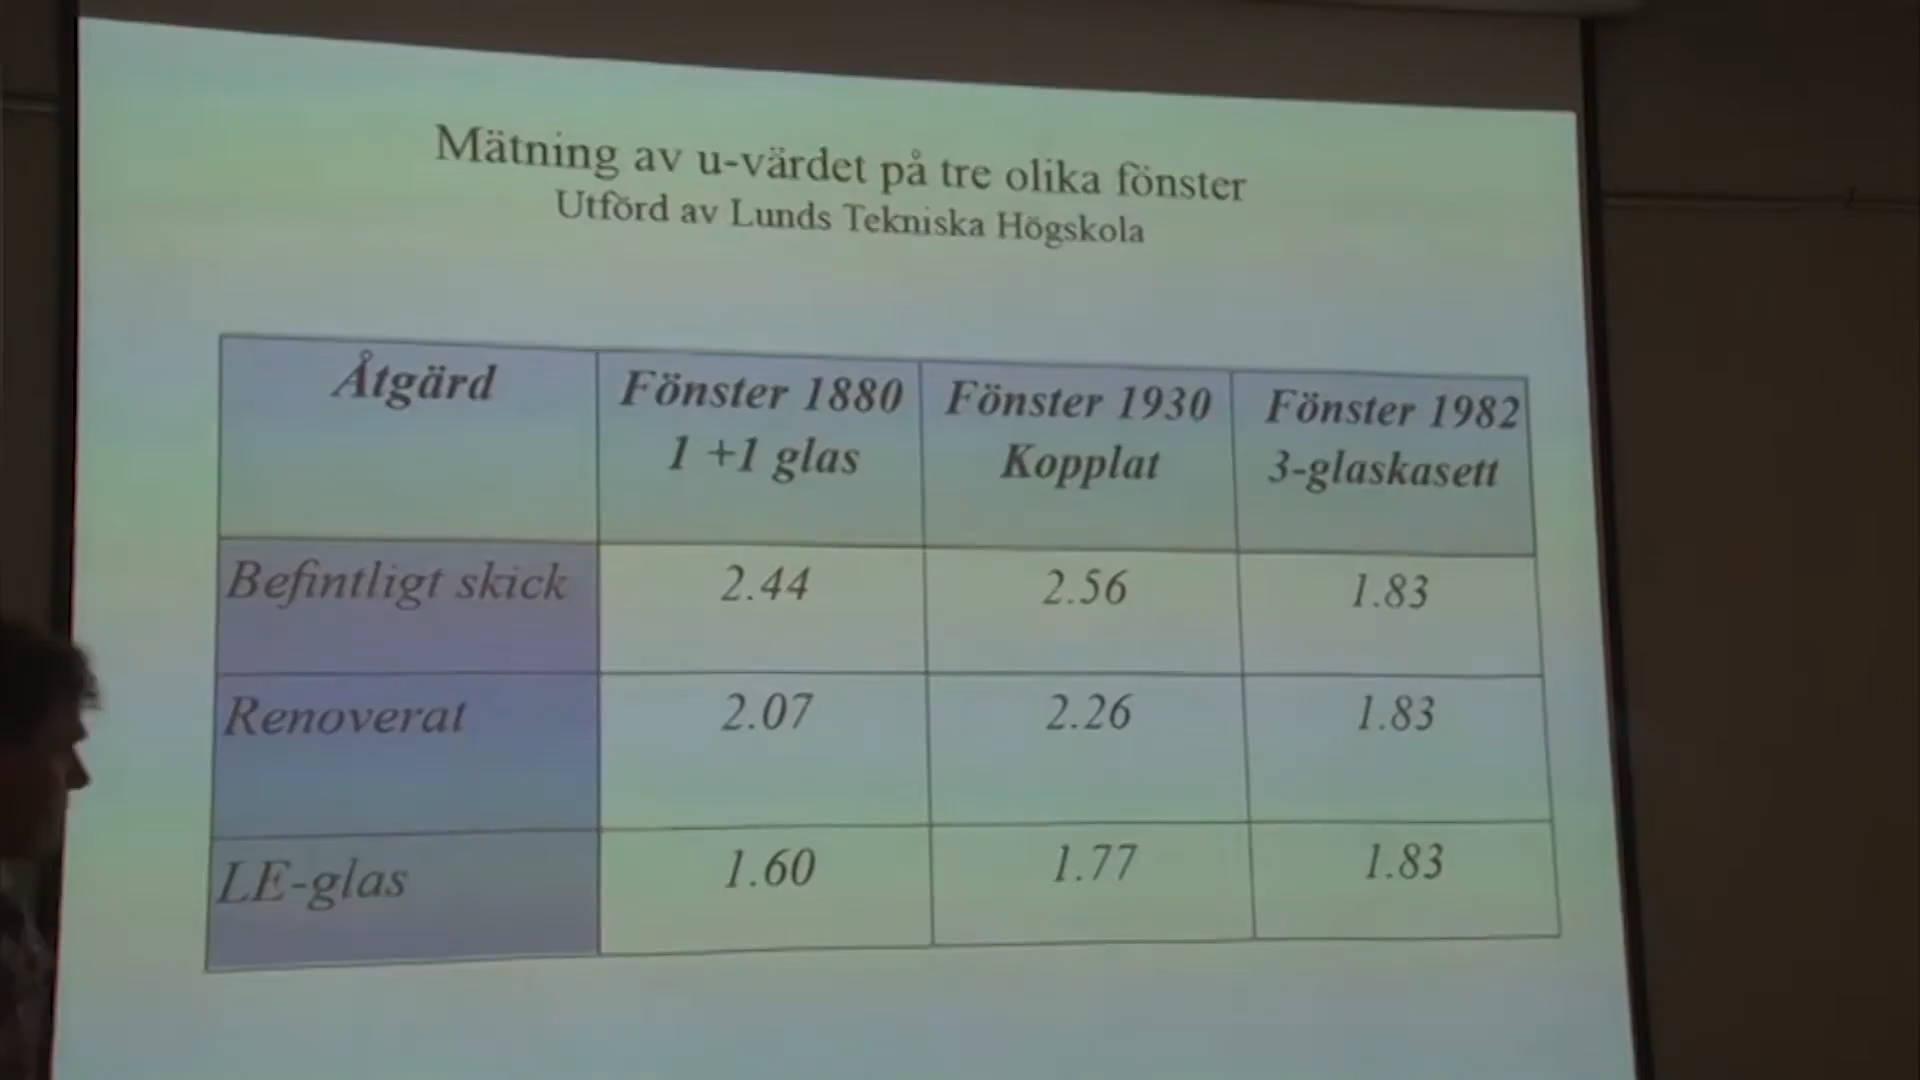 Mätning av u-värdet på tre olika fönster
Utförd av Lunds Tekniska Högskola
Åtgärd
Fönster 1880
1 +1 glas
Fönster 1930
Kopplat
Fönster 1982
3-glaskasett
Befintligt skick
2.44
2.56
1.83
Renoverat
2.07
2.26
1.83
LE-glas
1.60
1.77
1.83